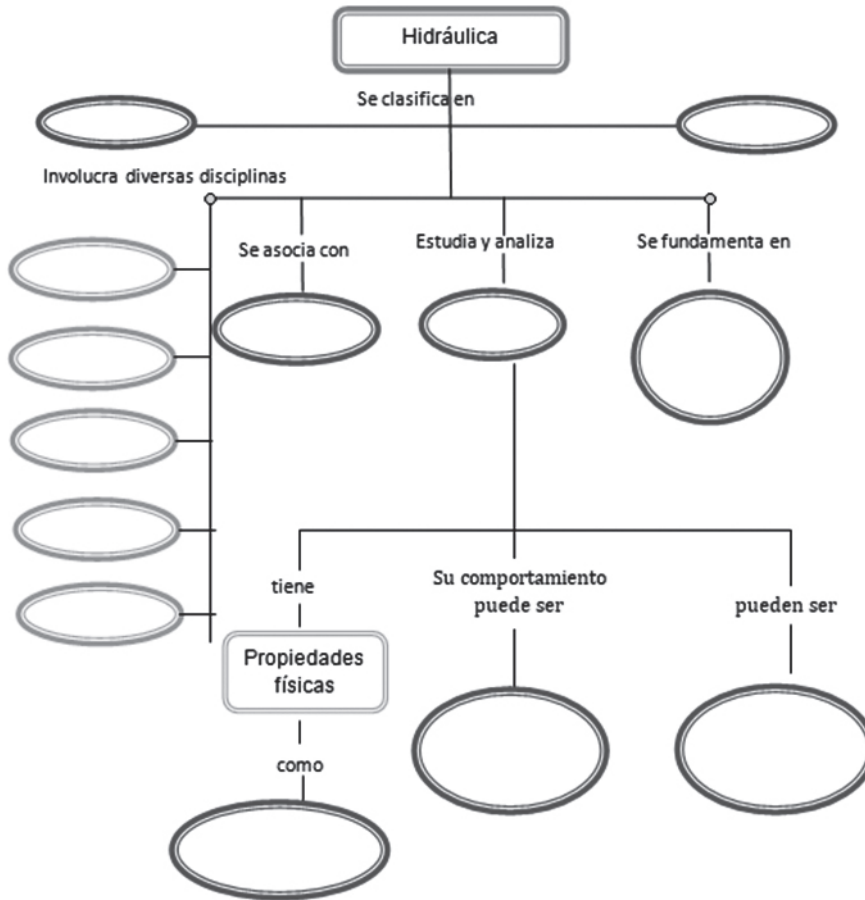 Hidráulica
Se clasifica en
Involucra diversas disciplinas
Se asocia con
Estudia y analiza
Se fundamenta en
tiene
Su comportamiento
puede ser
pueden ser
Propiedades
físicas
como